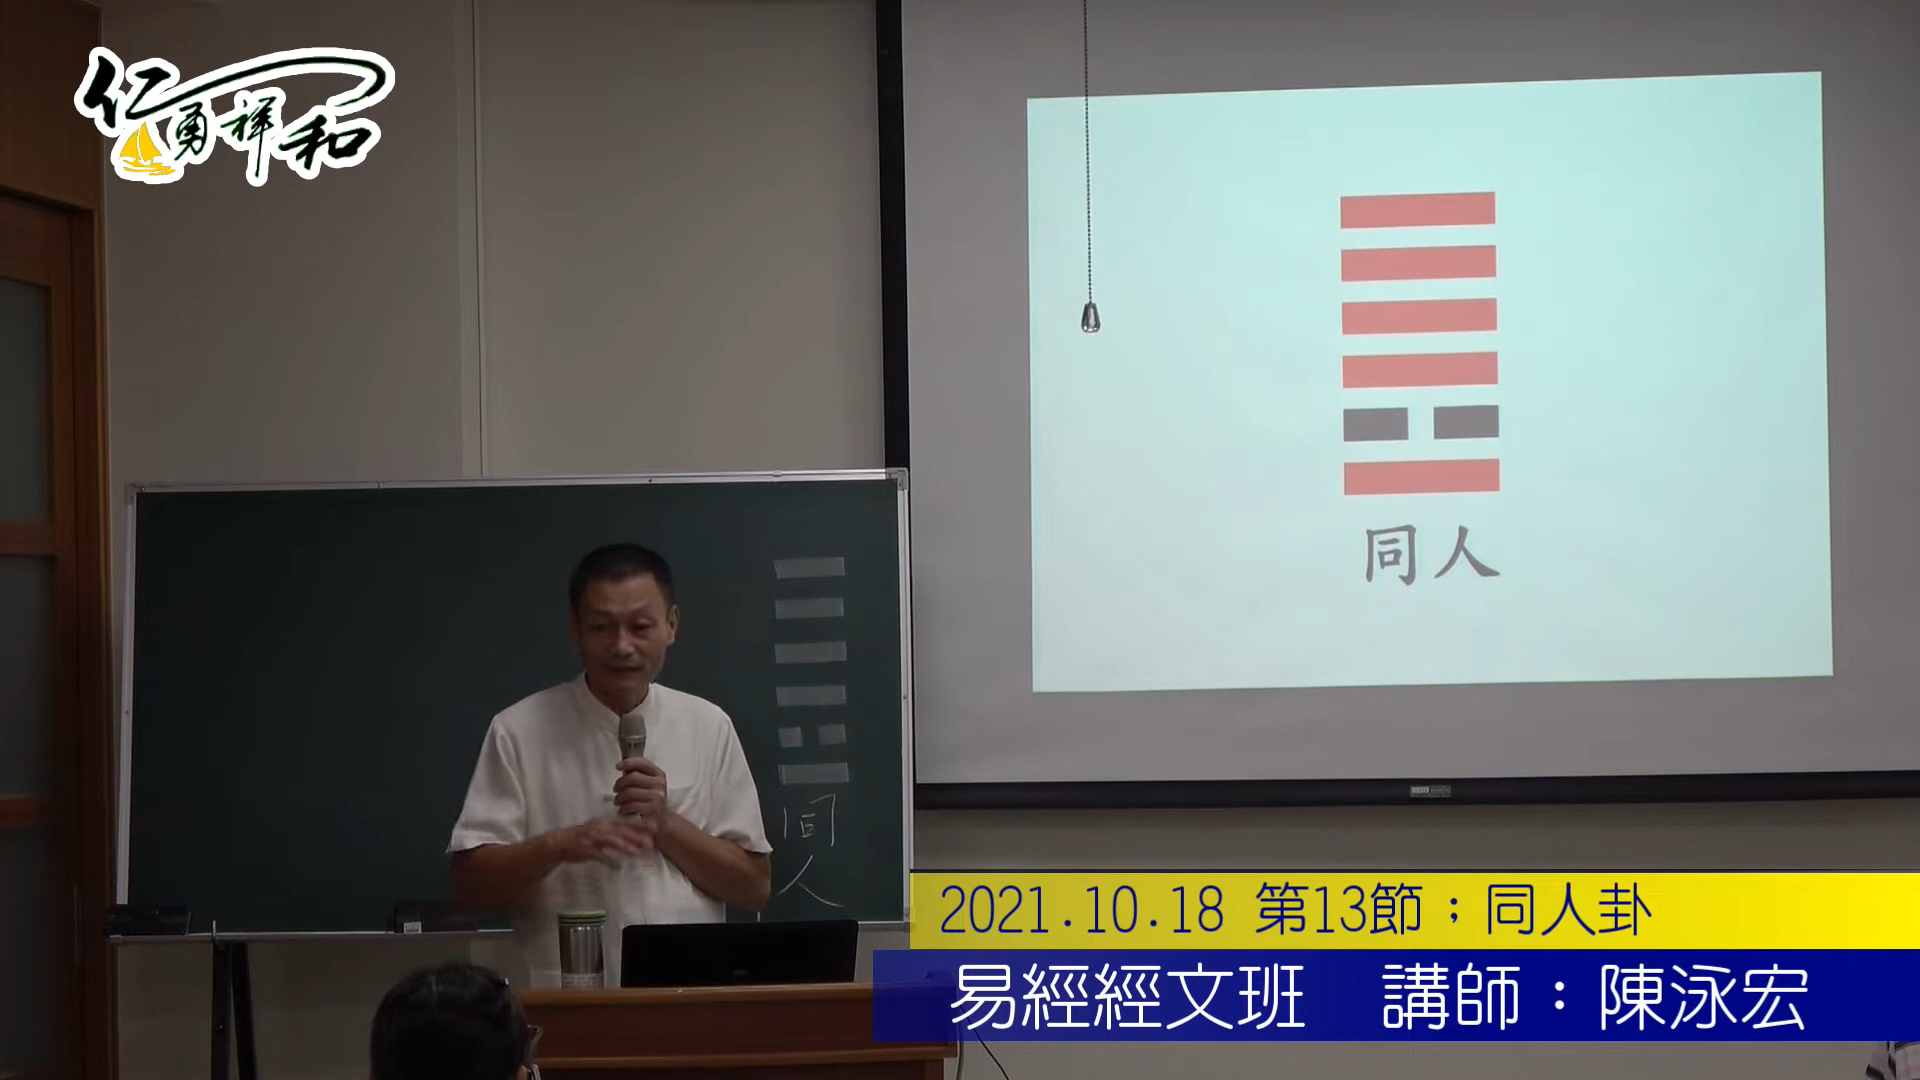 仁勇祥和
同人
同人
2021.10.18 第13節；同人卦
易經經文班　講師：陳泳宏